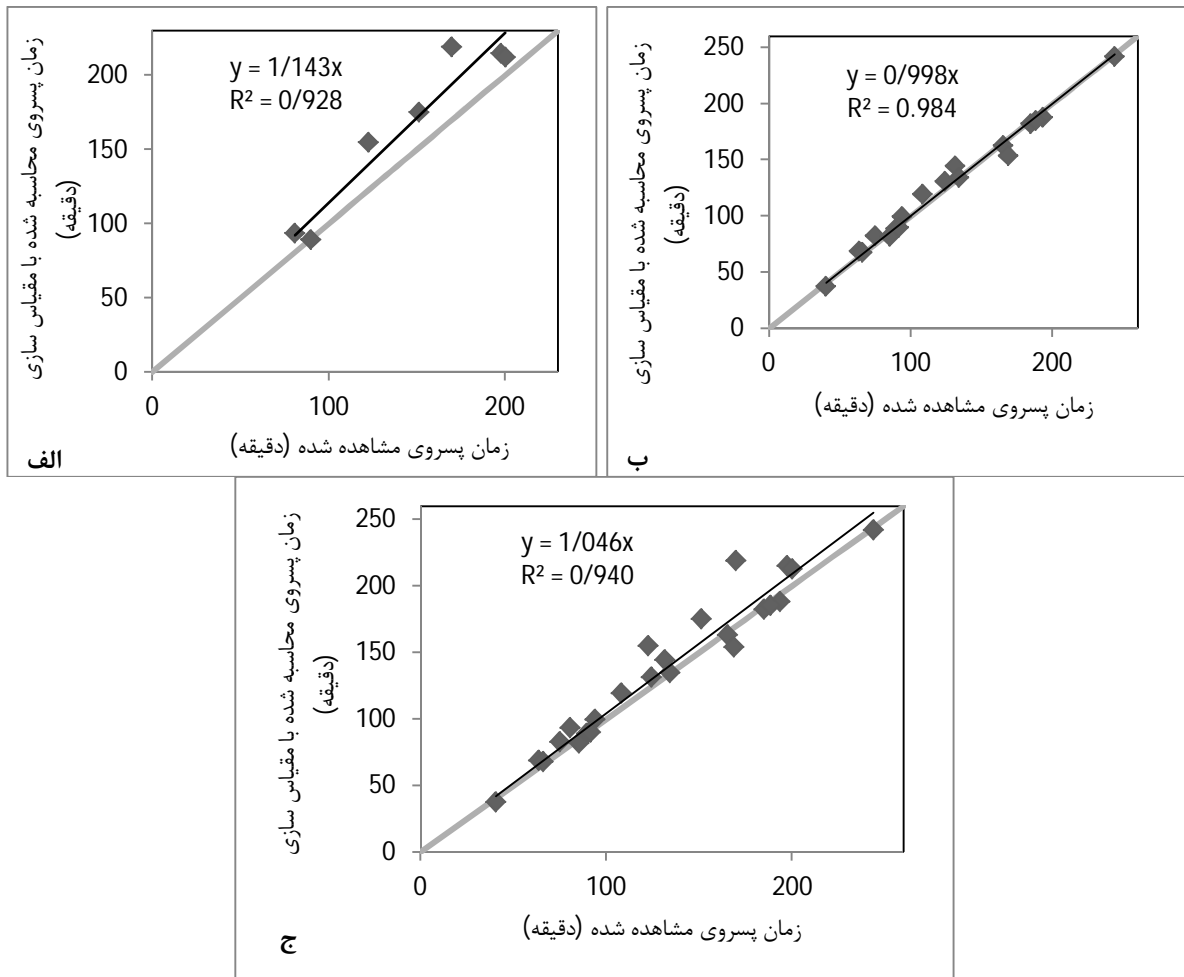 زمان پسروی محاسبه شده با مقیاس سازی
(دقیقه)
y = 1/143x
R² = 0/928
200
150
100
50
0
0 100 200
زمان پسروی مشاهده شده (دقیقه)
الف
زمان پسروی محاسبه شده با مقیاس سازی
(دقیقه)
y = 0/998x
R² = 0.984
250
200
150
100
50
0
0 100 200
زمان پسروی مشاهده شده (دقیقه)
ب
زمان پسروی محاسبه شده با مقیاس سازی
(دقیقه)
y = 1/046x
R² = 0/940
250
200
150
100
50
0
0 100 200
زمان پسروی مشاهده شده (دقیقه)
ج